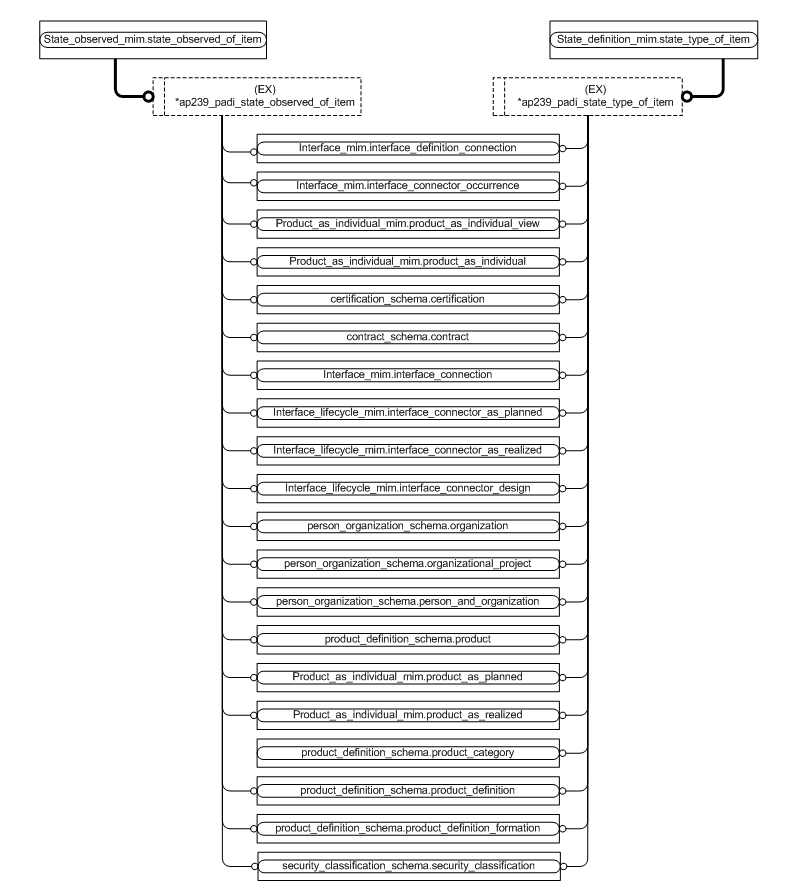 State_observed_mim.state_observed_of_item
State_definition_mim.state_type_of_item
(EX)
*ap239_padi_state_observed_of_item
(EX)
*ap239_padi_state_type_of_item
Interface_mim.interface_definition_connection
Interface_mim.interface_connector_occurrence
Product_as_individual_mim.product_as_individual_view
Product_as_individual_mim.product_as_individual
certification_schema.certification
contract_schema.contract
Interface_mim.interface_connection
Interface_lifecycle_mim.interface_connector_as_planned
Interface_lifecycle_mim.interface_connector_as_realized
Interface_lifecycle_mim.interface_connector_design
person_organization_schema.organization
person_organization_schema.organizational_project
person_organization_schema.person_and_organization
product_definition_schema.product
Product_as_individual_mim.product_as_planned
Product_as_individual_mim.product_as_realized
product_definition_schema.product_category
product_definition_schema.product_definition
product_definition_schema.product_definition_formation
security_classification_schema.security_classification